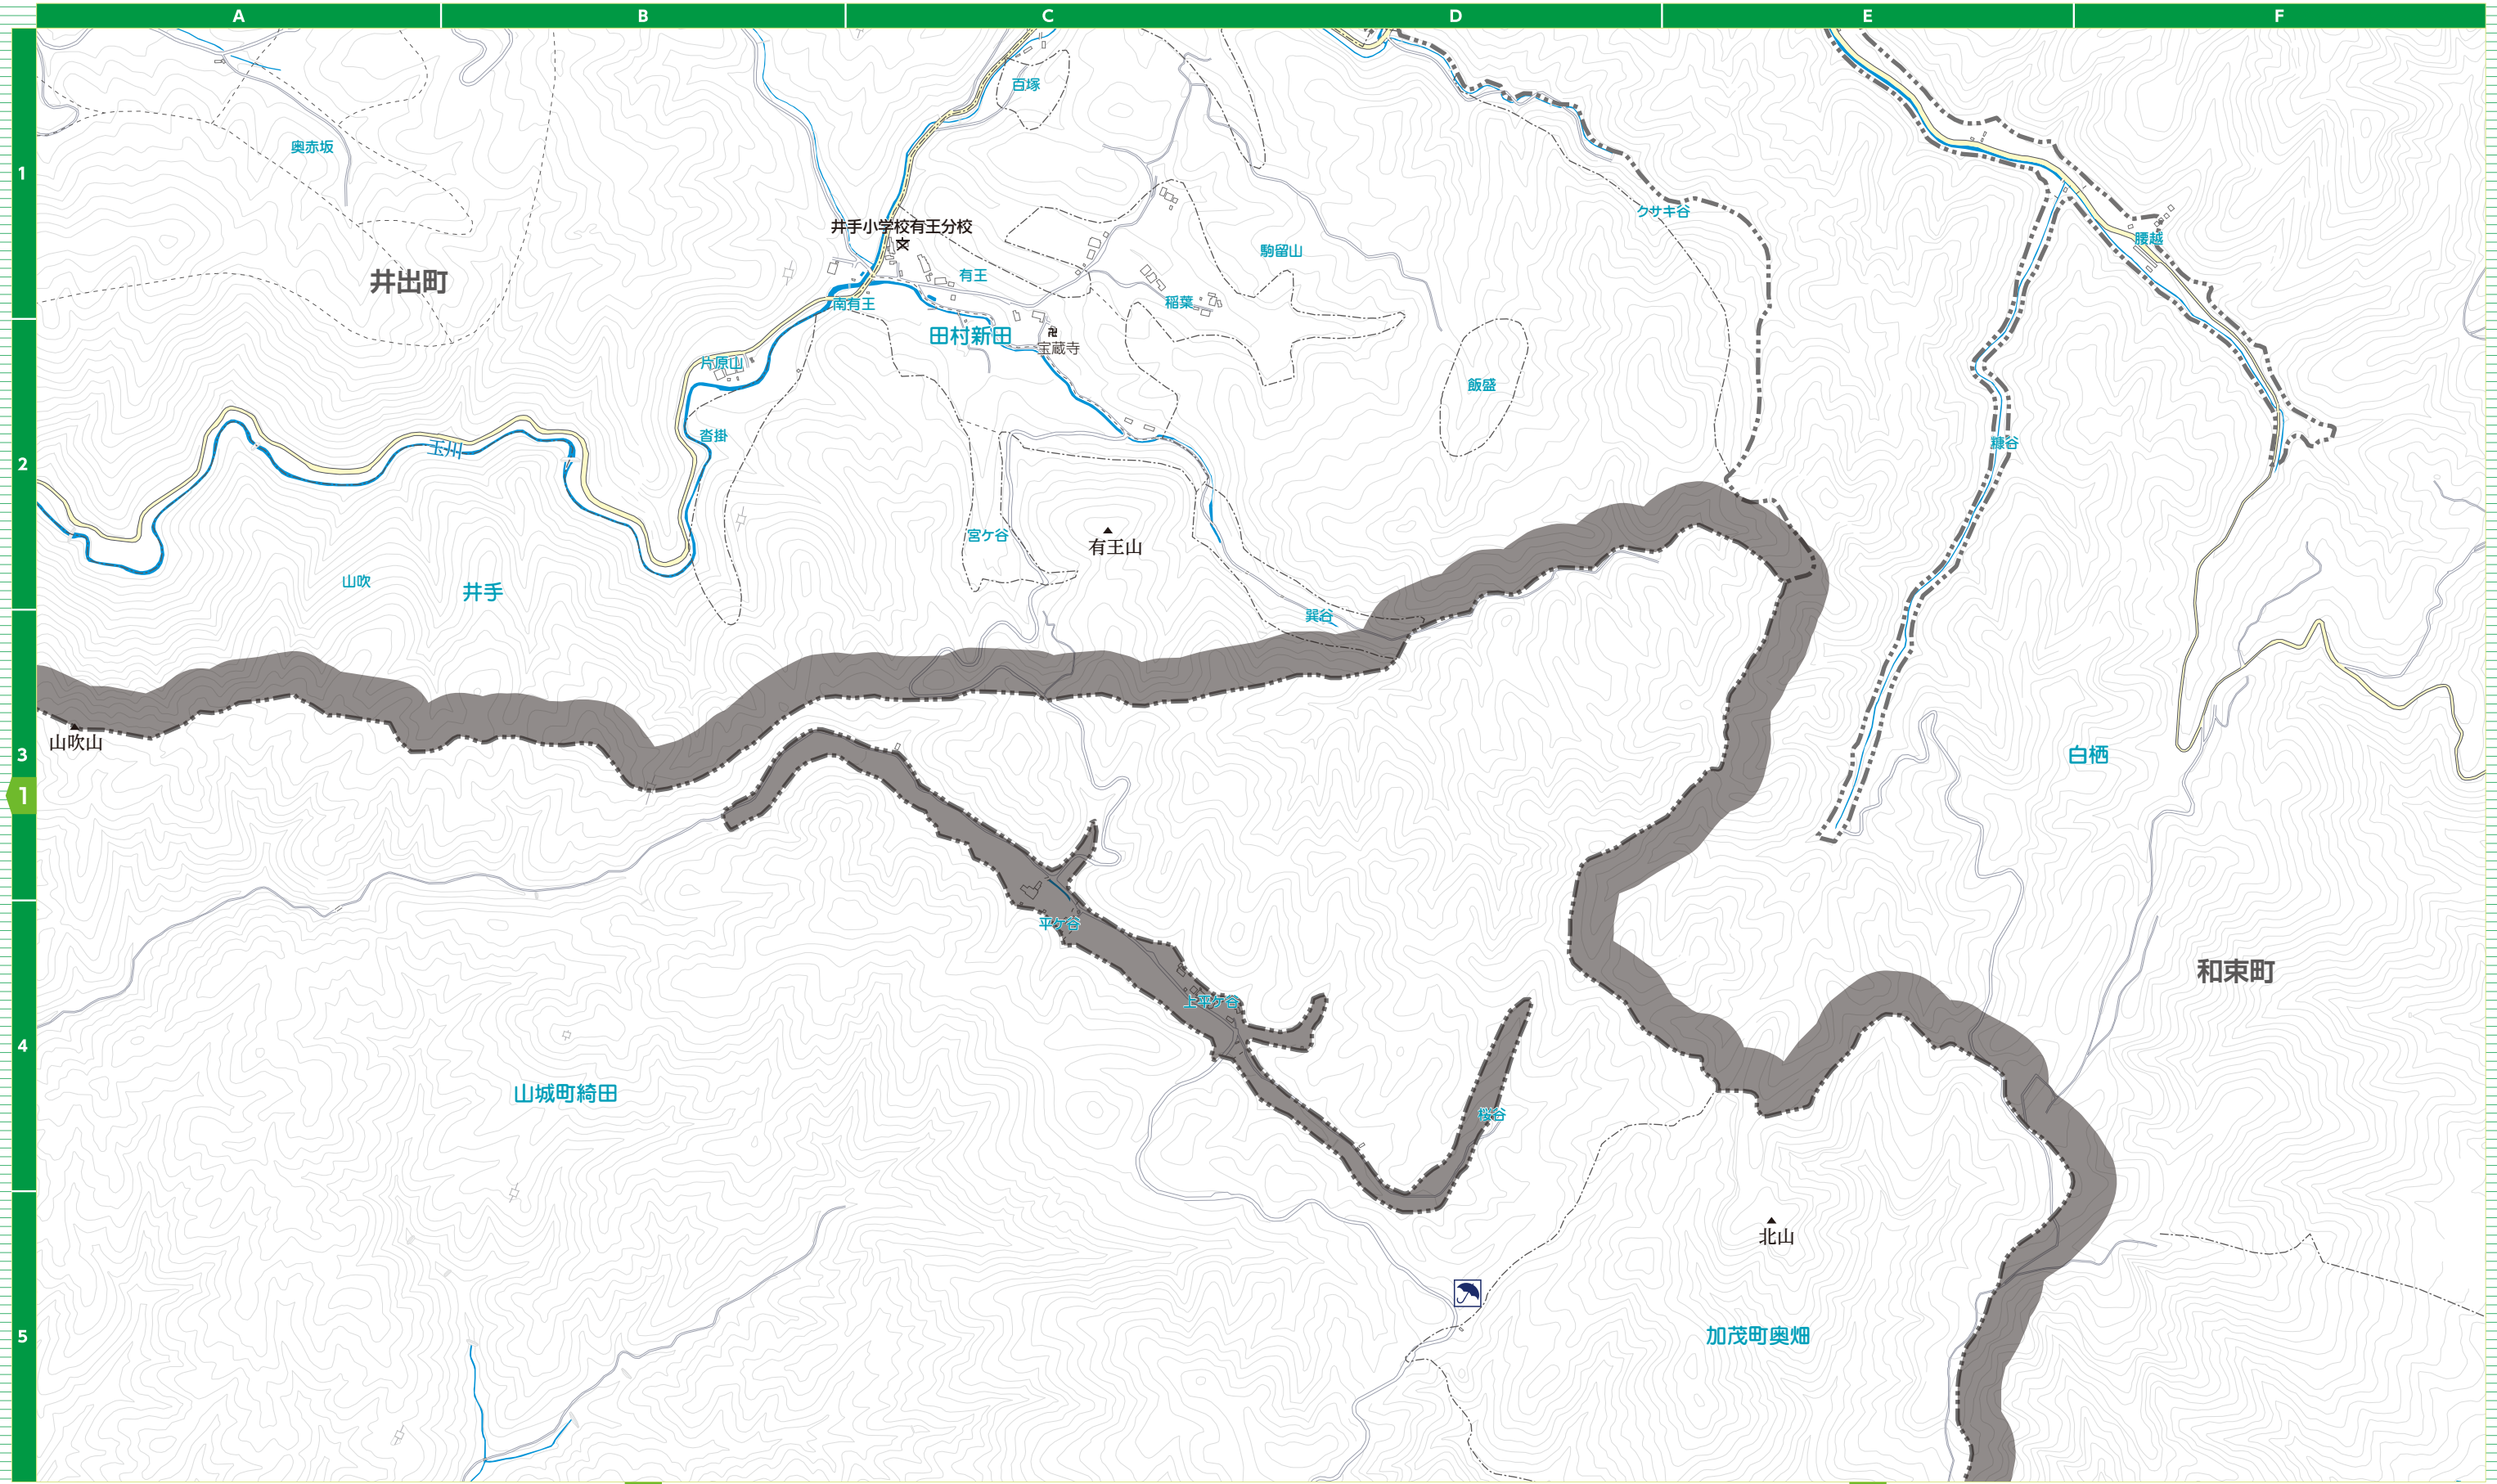 A
B
C
D
E
F
1
2
3
1
4
5
百塚
奥赤坂
井手小学校有王分校
文
クサキ谷
腰越
駒留山
有王
井出町
南有王
稲葉
田村新田
卍
宝蔵寺
片原山
飯盛
沓掛
玉川
糠谷
宮ケ谷
有王山
山吹
井手
巽谷
山吹山
白栖
平ケ谷
和束町
上平ケ谷
山城町綺田
桜谷
北山
加茂町奥畑